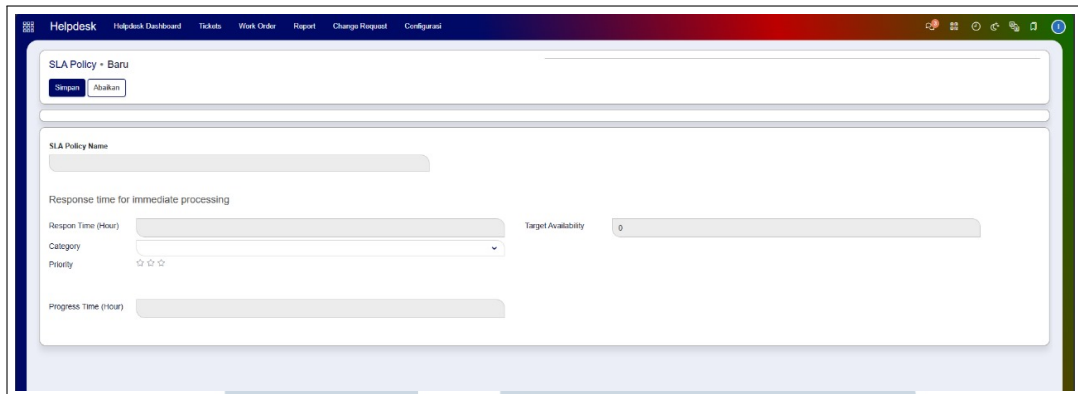 Helpdesk Helpdesk Dashboard Tickets Work Order Report Change Request Configurasi
SLA Policy • Baru
Simpan Abaikan
SLA Policy Name
Response time for immediate processing
Respon Time (Hour) Target Availability 0
Category
Priority
Progress Time (Hour)